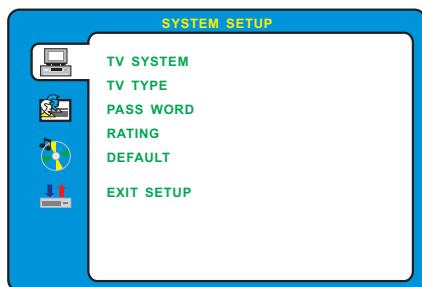 SYSTEM SETUP
TV SYSTEM
TV TYPE
PASS WORD
RATING
DEFAULT
EXIT SETUP